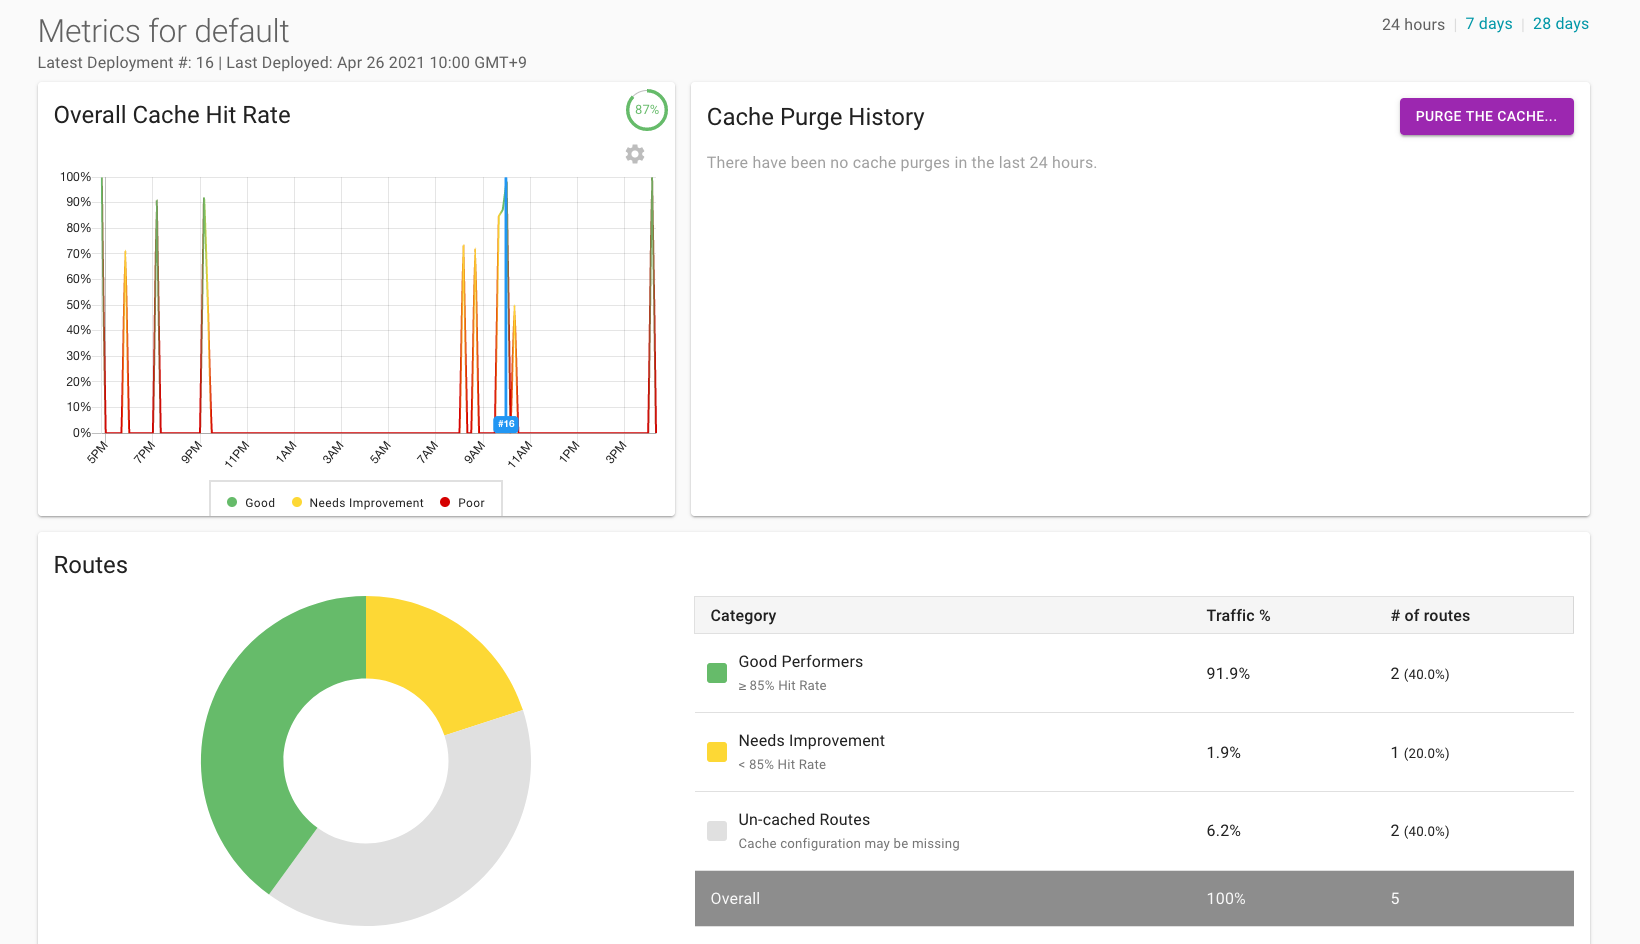 Metrics for default
24 hours | 7 days | 28 days
Latest Deployment #: 16 | Last Deployed: Apr 26 2021 10:00 GMT+9
Overall Cache Hit Rate
87%
100%
90%
80%
70%
60%
50%
40%
30%
20%
10%
0%
#16
5PM
7PM
9PM
11PM
1AM
3AM
5AM
7AM
9AM
11AM
1PM
3PM
Good Needs Improvement Poor
Cache Purge History
PURGE THE CACHE...
There have been no cache purges in the last 24 hours.
Routes
Category Traffic % # of routes
Good Performers
≥ 85% Hit Rate
91.9% 2 (40.0%)
Needs Improvement
< 85% Hit Rate
1.9% 1 (20.0%)
Un-cached Routes
Cache configuration may be missing
6.2% 2 (40.0%)
Overall 100% 5